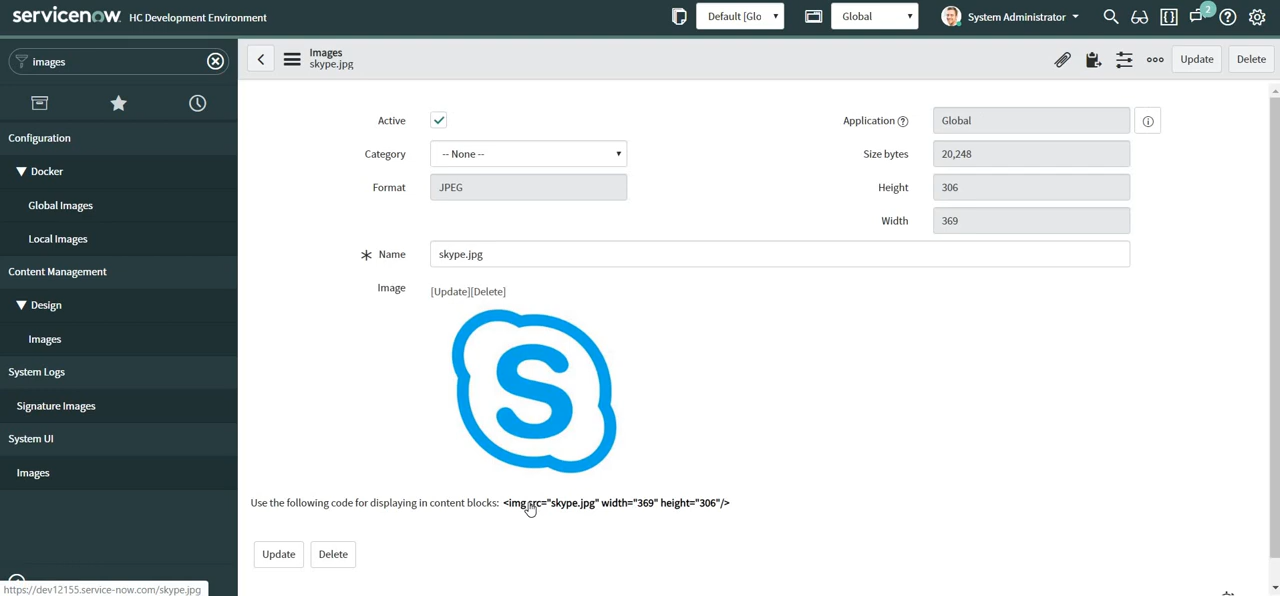 servicenow HC Development Environment
Default [Glo
Global
System Administrator
2
images
Images
skype.jpg
Update
Delete
Configuration
Docker
Global Images
Local Images
Content Management
Design
Images
System Logs
Signature Images
System UI
Images
Active
Application
Global
Category
-- None --
Size bytes
20,248
Format
JPEG
Height
306
Width
369
Name
skype.jpg
Image
[Update][Delete]
S
Use the following code for displaying in content blocks: <img src="skype.jpg" width="369" height="306"/>
Update
Delete
https://dev12155.service-now.com/skype.jpg